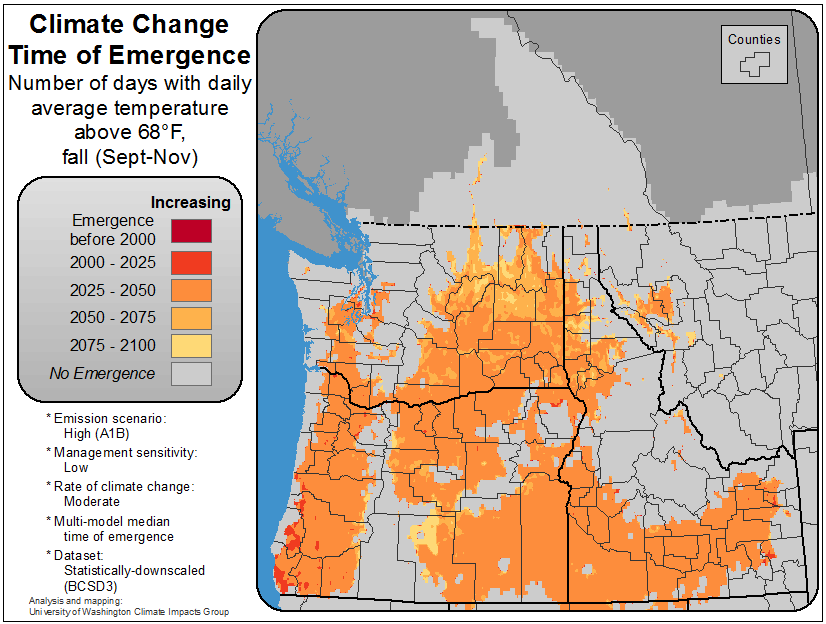 Climate Change
Time of Emergence
Number of days with daily
average temperature
above 68°F,
fall (Sept-Nov)
Increasing
Emergence
before 2000
2000 - 2025
2025 - 2050
2050 - 2075
2075 - 2100
No Emergence
* Emission scenario:
High (A1B)
* Management sensitivity:
Low
* Rate of climate change:
Moderate
* Multi-model median
time of emergence
* Dataset:
Statistically-downscaled
(BCSD3)
Analysis and mapping:
University of Washington Climate Impacts Group
Counties